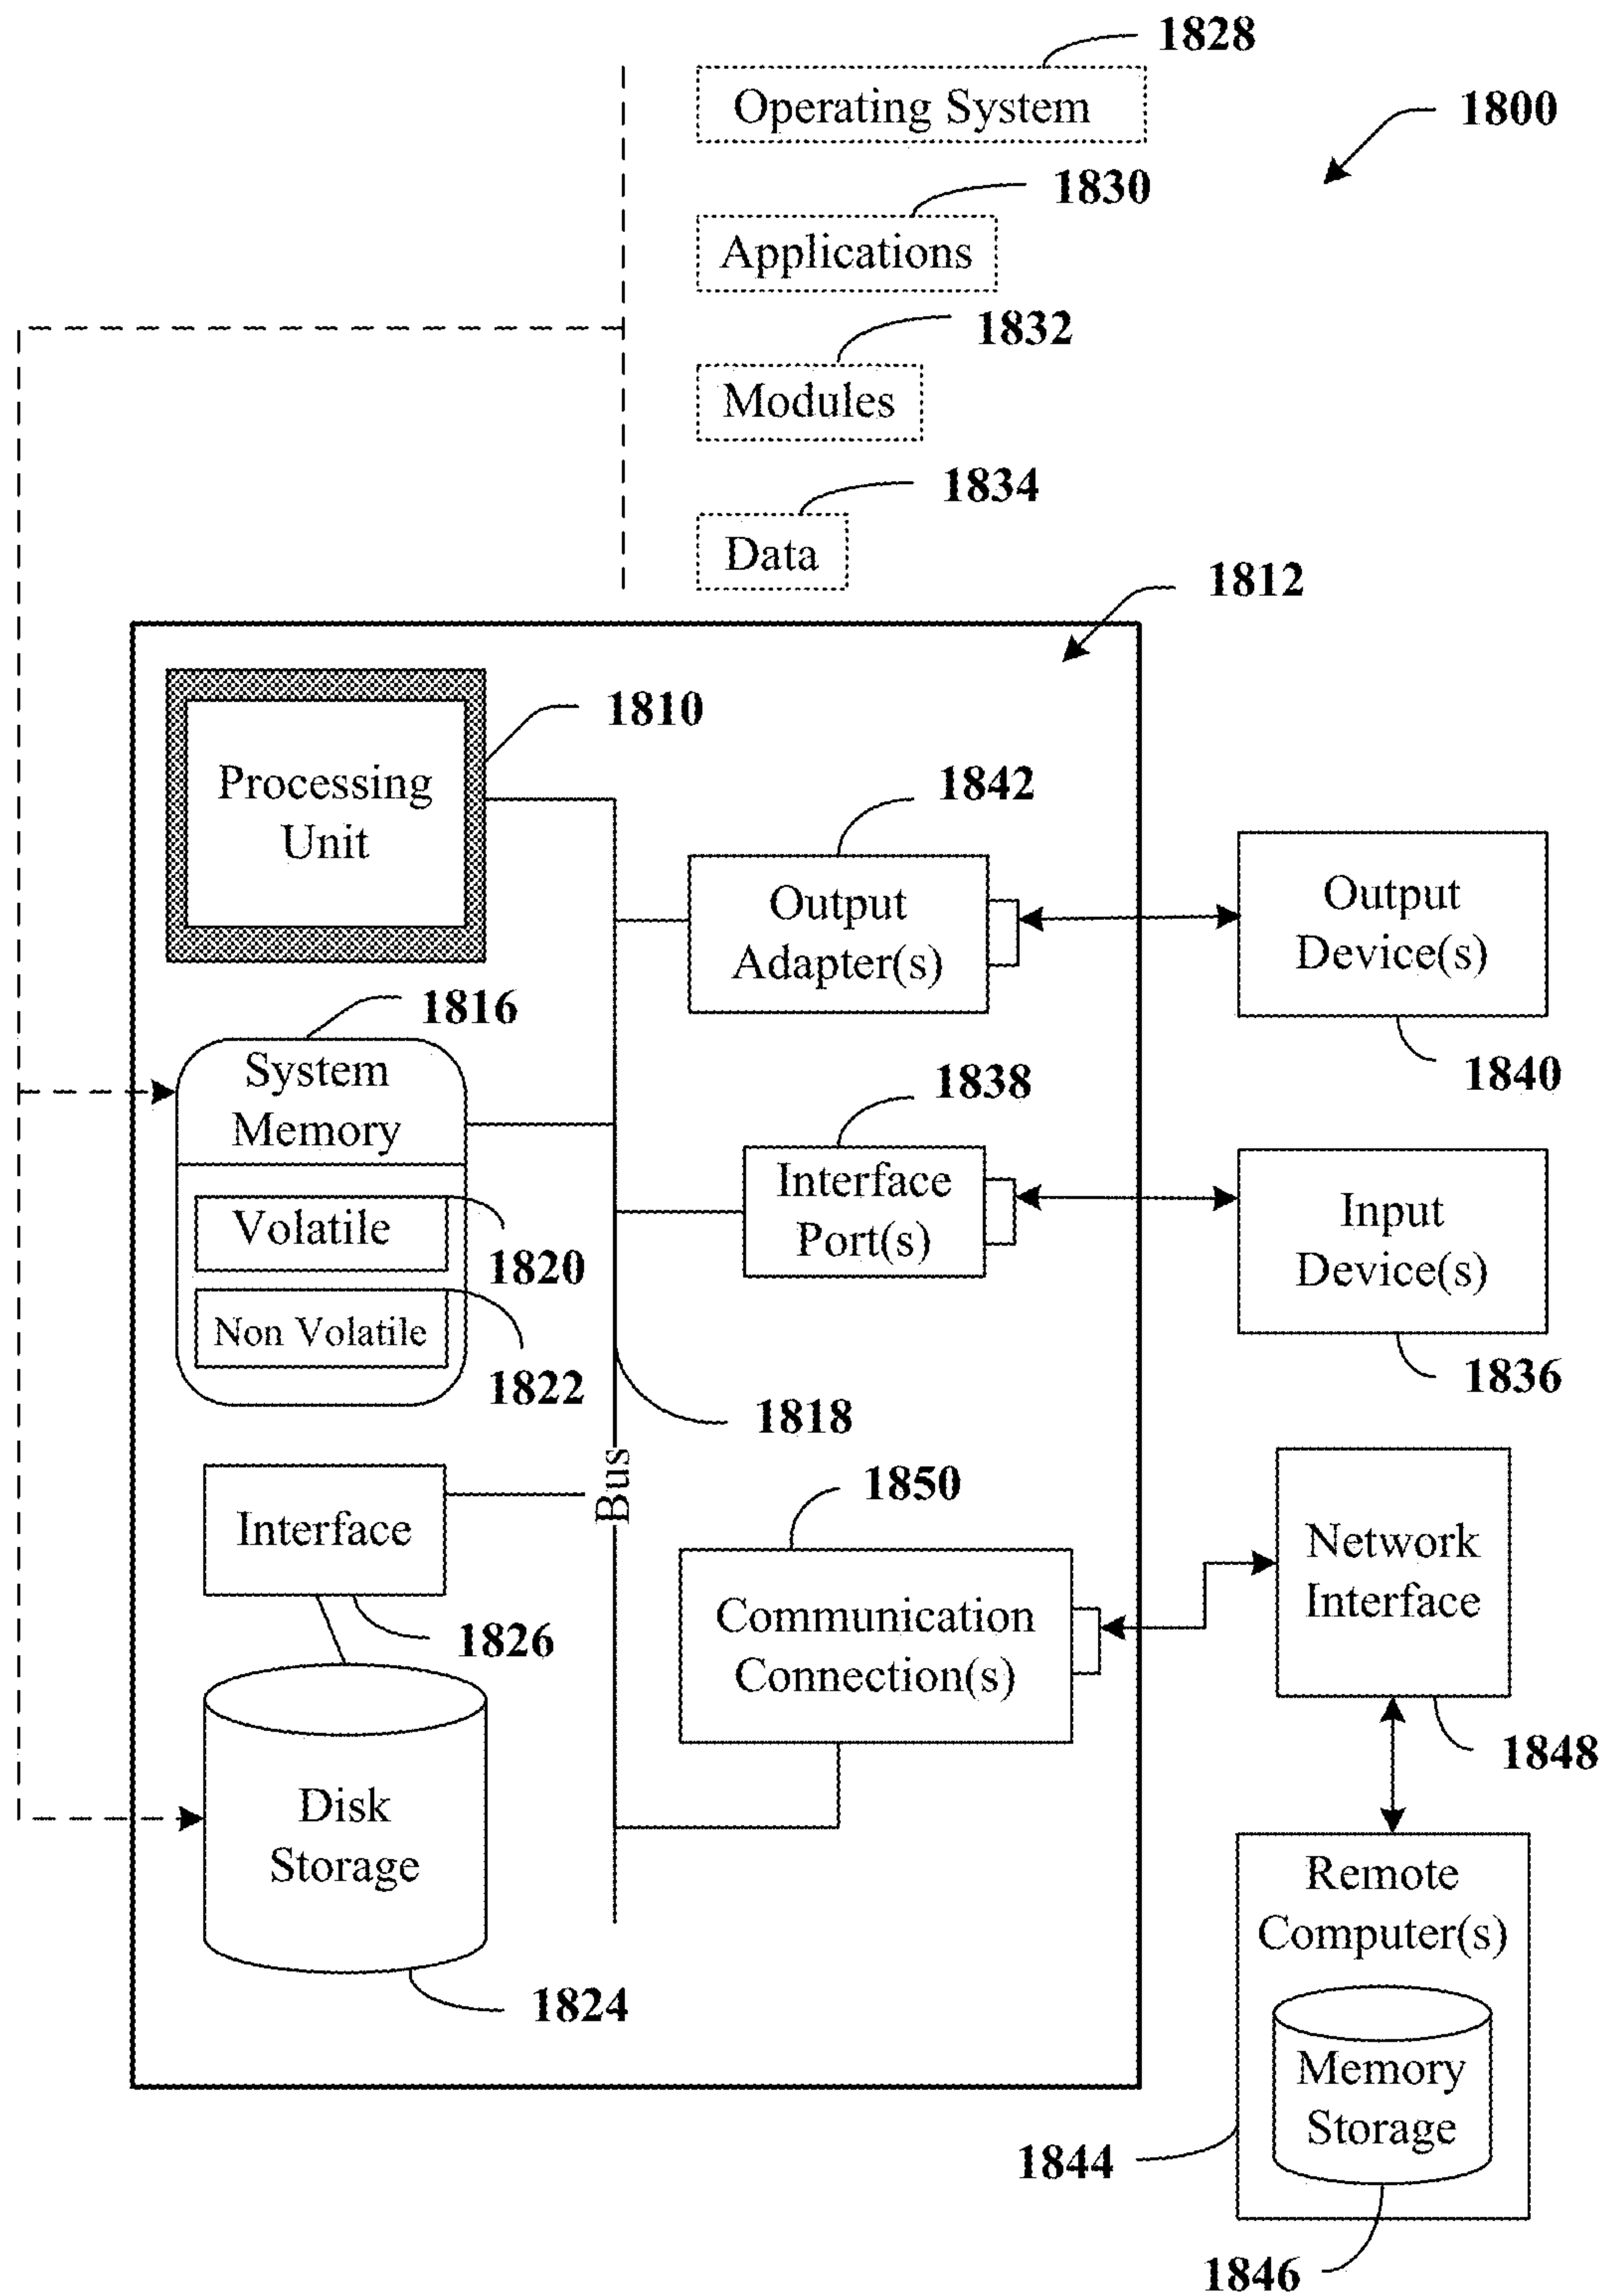 1828
Operating System
1800
1830
Applications
1832
Modules
1834
Data
1812
1810
Processing
Unit
1842
Output
Adapter(s)
Output
Device(s)
1840
1816
System
Memory
1838
Interface
Port(s)
Input
Device(s)
1836
Volatile
1820
Non Volatile
1822
1818
Bus
1850
Interface
1826
Communication
Connection(s)
Network
Interface
1848
Disk
Storage
1824
Remote
Computer(s)
Memory
Storage
1844
1846